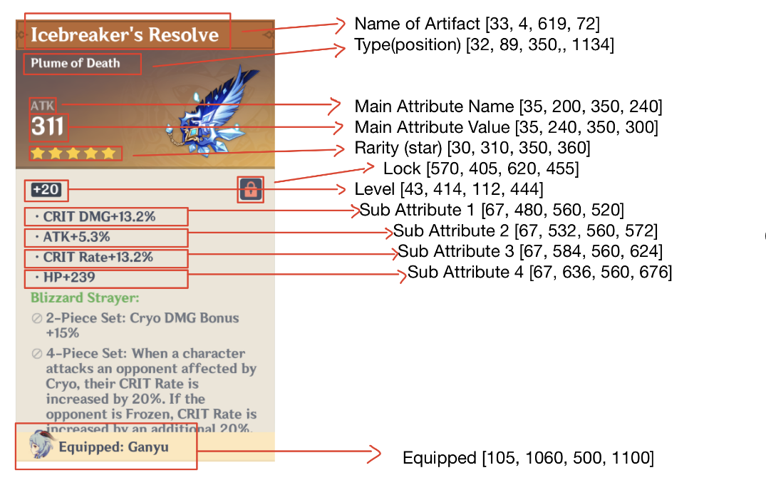 Icebreaker's Resolve
Plume of Death
ATK
311
+20
· CRIT DMG+13.2%
· ATK+5.3%
· CRIT Rate+13.2%
· HP+239
Blizzard Strayer:
2-Piece Set: Cryo DMG Bonus
+15%
4-Piece Set: When a character
attacks an opponent affected by
Cryo, their CRIT Rate is
increased by 20%. If the
opponent is Frozen, CRIT Rate is
increased by an additional 20%.
Equipped: Ganyu
Name of Artifact [33, 4, 619, 72]
Type(position) [32, 89, 350,, 1134]
Main Attribute Name [35, 200, 350, 240]
Main Attribute Value [35, 240, 350, 300]
Rarity (star) [30, 310, 350, 360]
Lock [570, 405, 620, 455]
Level [43, 414, 112, 444]
Sub Attribute 1 [67, 480, 560, 520]
Sub Attribute 2 [67, 532, 560, 572]
Sub Attribute 3 [67, 584, 560, 624]
Sub Attribute 4 [67, 636, 560, 676]
Equipped [105, 1060, 500, 1100]